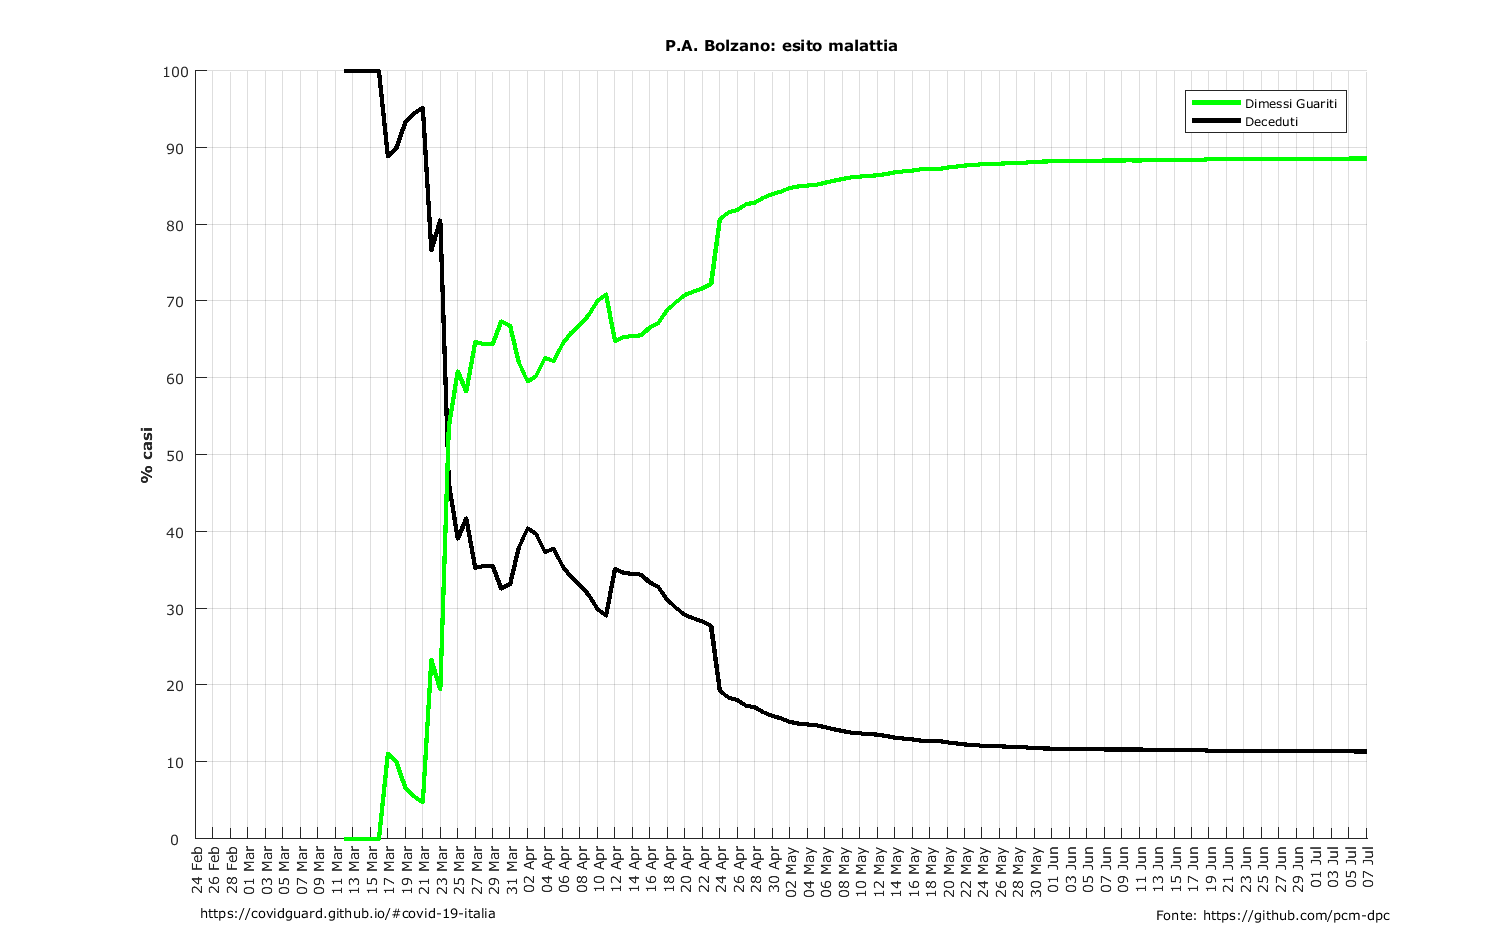 P.A. Bolzano: esito malattia
Dimessi Guariti
Deceduti
% casi
100
90
80
70
60
50
40
30
20
10
0
24 Feb
26 Feb
28 Feb
01 Mar
03 Mar
05 Mar
07 Mar
09 Mar
11 Mar
13 Mar
15 Mar
17 Mar
19 Mar
21 Mar
23 Mar
25 Mar
27 Mar
29 Mar
31 Mar
02 Apr
04 Apr
06 Apr
08 Apr
10 Apr
12 Apr
14 Apr
16 Apr
18 Apr
20 Apr
22 Apr
24 Apr
26 Apr
28 Apr
30 Apr
02 May
04 May
06 May
08 May
10 May
12 May
14 May
16 May
18 May
20 May
22 May
24 May
26 May
28 May
30 May
01 Jun
03 Jun
05 Jun
07 Jun
09 Jun
11 Jun
13 Jun
15 Jun
17 Jun
19 Jun
21 Jun
23 Jun
25 Jun
27 Jun
29 Jun
01 Jul
03 Jul
05 Jul
07 Jul
https://covidguard.github.io/#covid-19-italia
Fonte: https://github.com/pcm-dpc